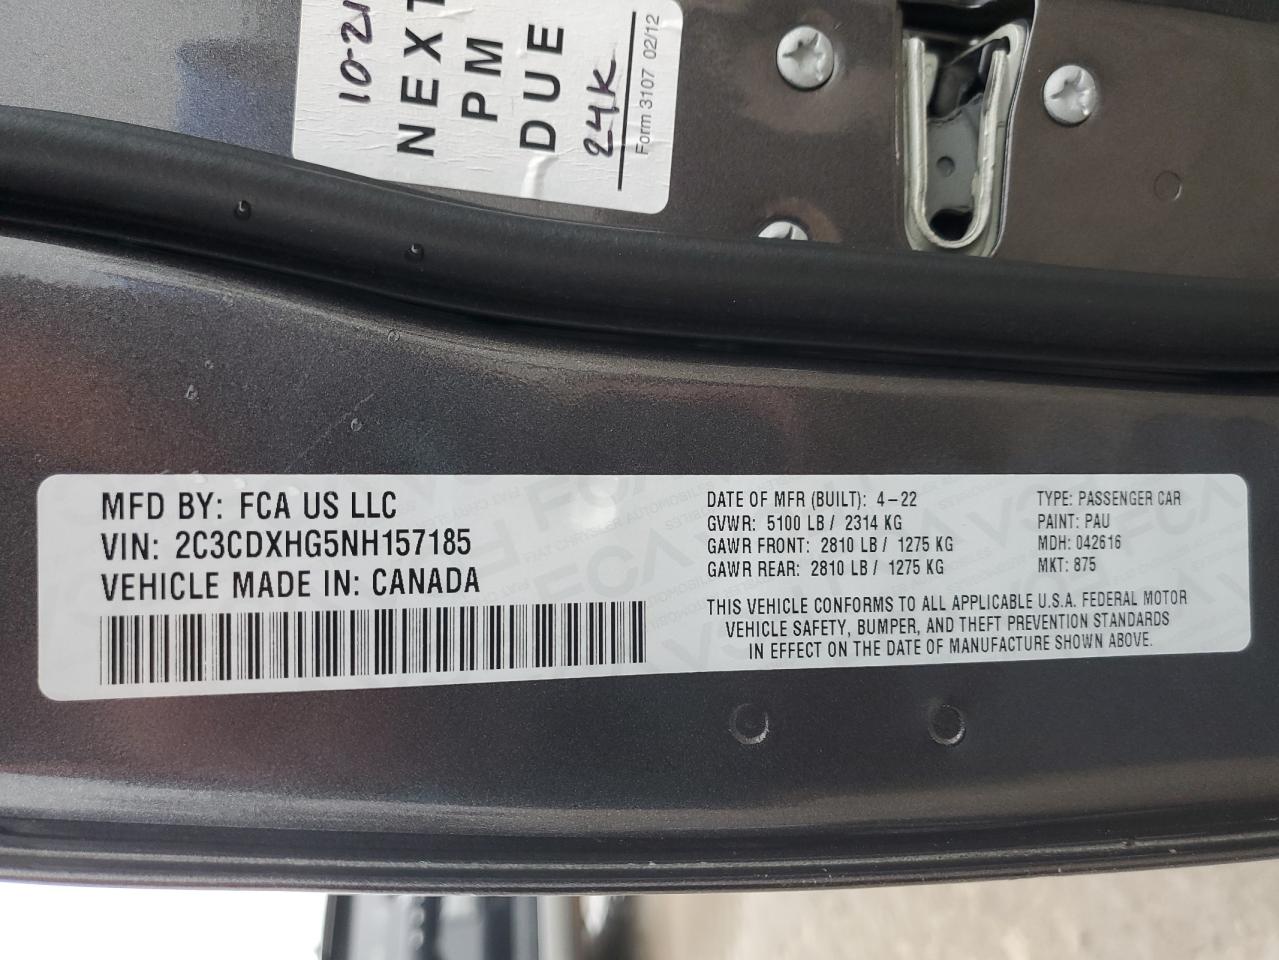 10-21
NEXT
PM
DUE
24K
Form 3107 02/12
MFD BY: FCA US LLC
VIN: 2C3CDXHG5NH157185
VEHICLE MADE IN: CANADA
DATE OF MFR (BUILT): 4-22
GVWR: 5100 LB / 2314 KG
GAWR FRONT: 2810 LB / 1275 KG
GAWR REAR: 2810 LB / 1275 KG
TYPE: PASSENGER CAR
PAINT: PAU
MDH: 042616
MKT: 875
THIS VEHICLE CONFORMS TO ALL APPLICABLE U.S.A. FEDERAL MOTOR
VEHICLE SAFETY, BUMPER, AND THEFT PREVENTION STANDARDS
IN EFFECT ON THE DATE OF MANUFACTURE SHOWN ABOVE.